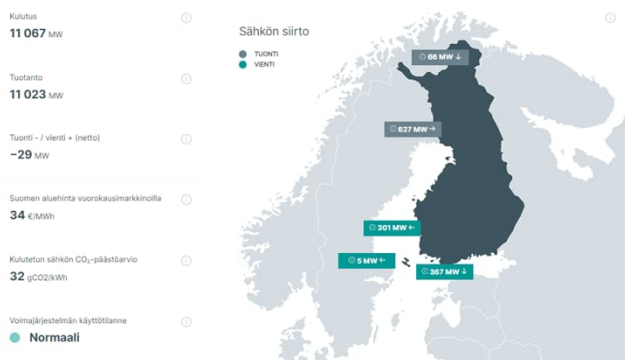 Kulutus
11 067 MW
Tuotanto
11 023 MW
Tuonti - / vienti + (netto)
−29 MW
Suomen aluehinta vuorokausimarkkinoilla
34 €/MWh
Kulutetun sähkön CO₂-päästöarvio
32 gCO2/kWh
Voimajärjestelmän käyttötilanne
Normaali
Sähkön siirto
TUONTI
VIENTI
66 MW ↓
627 MW →
301 MW ←
5 MW ←
367 MW ↓